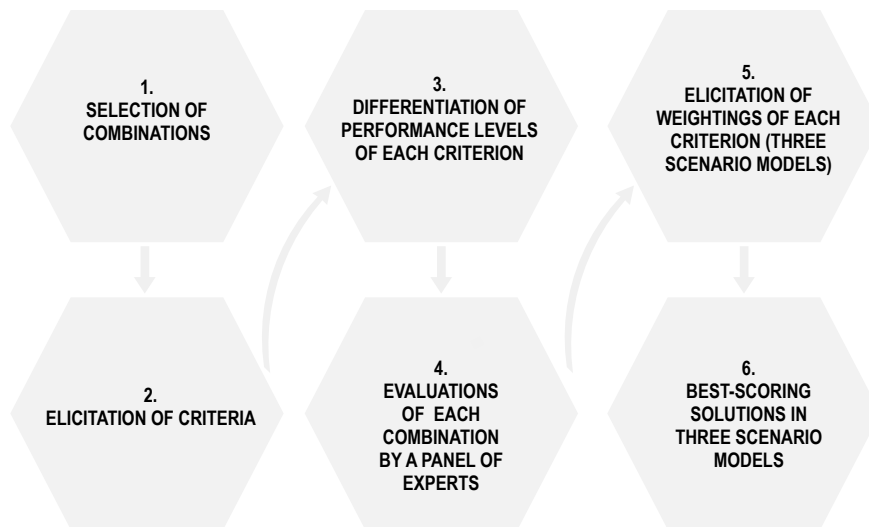 1.
SELECTION OF
COMBINATIONS
2.
ELICITATION OF CRITERIA
3.
DIFFERENTIATION OF
PERFORMANCE LEVELS
OF EACH CRITERION
4.
EVALUATIONS
OF EACH
COMBINATION
BY A PANEL OF
EXPERTS
5.
ELICITATION OF
WEIGHTINGS OF EACH
CRITERION (THREE
SCENARIO MODELS)
6.
BEST-SCORING
SOLUTIONS IN
THREE SCENARIO
MODELS